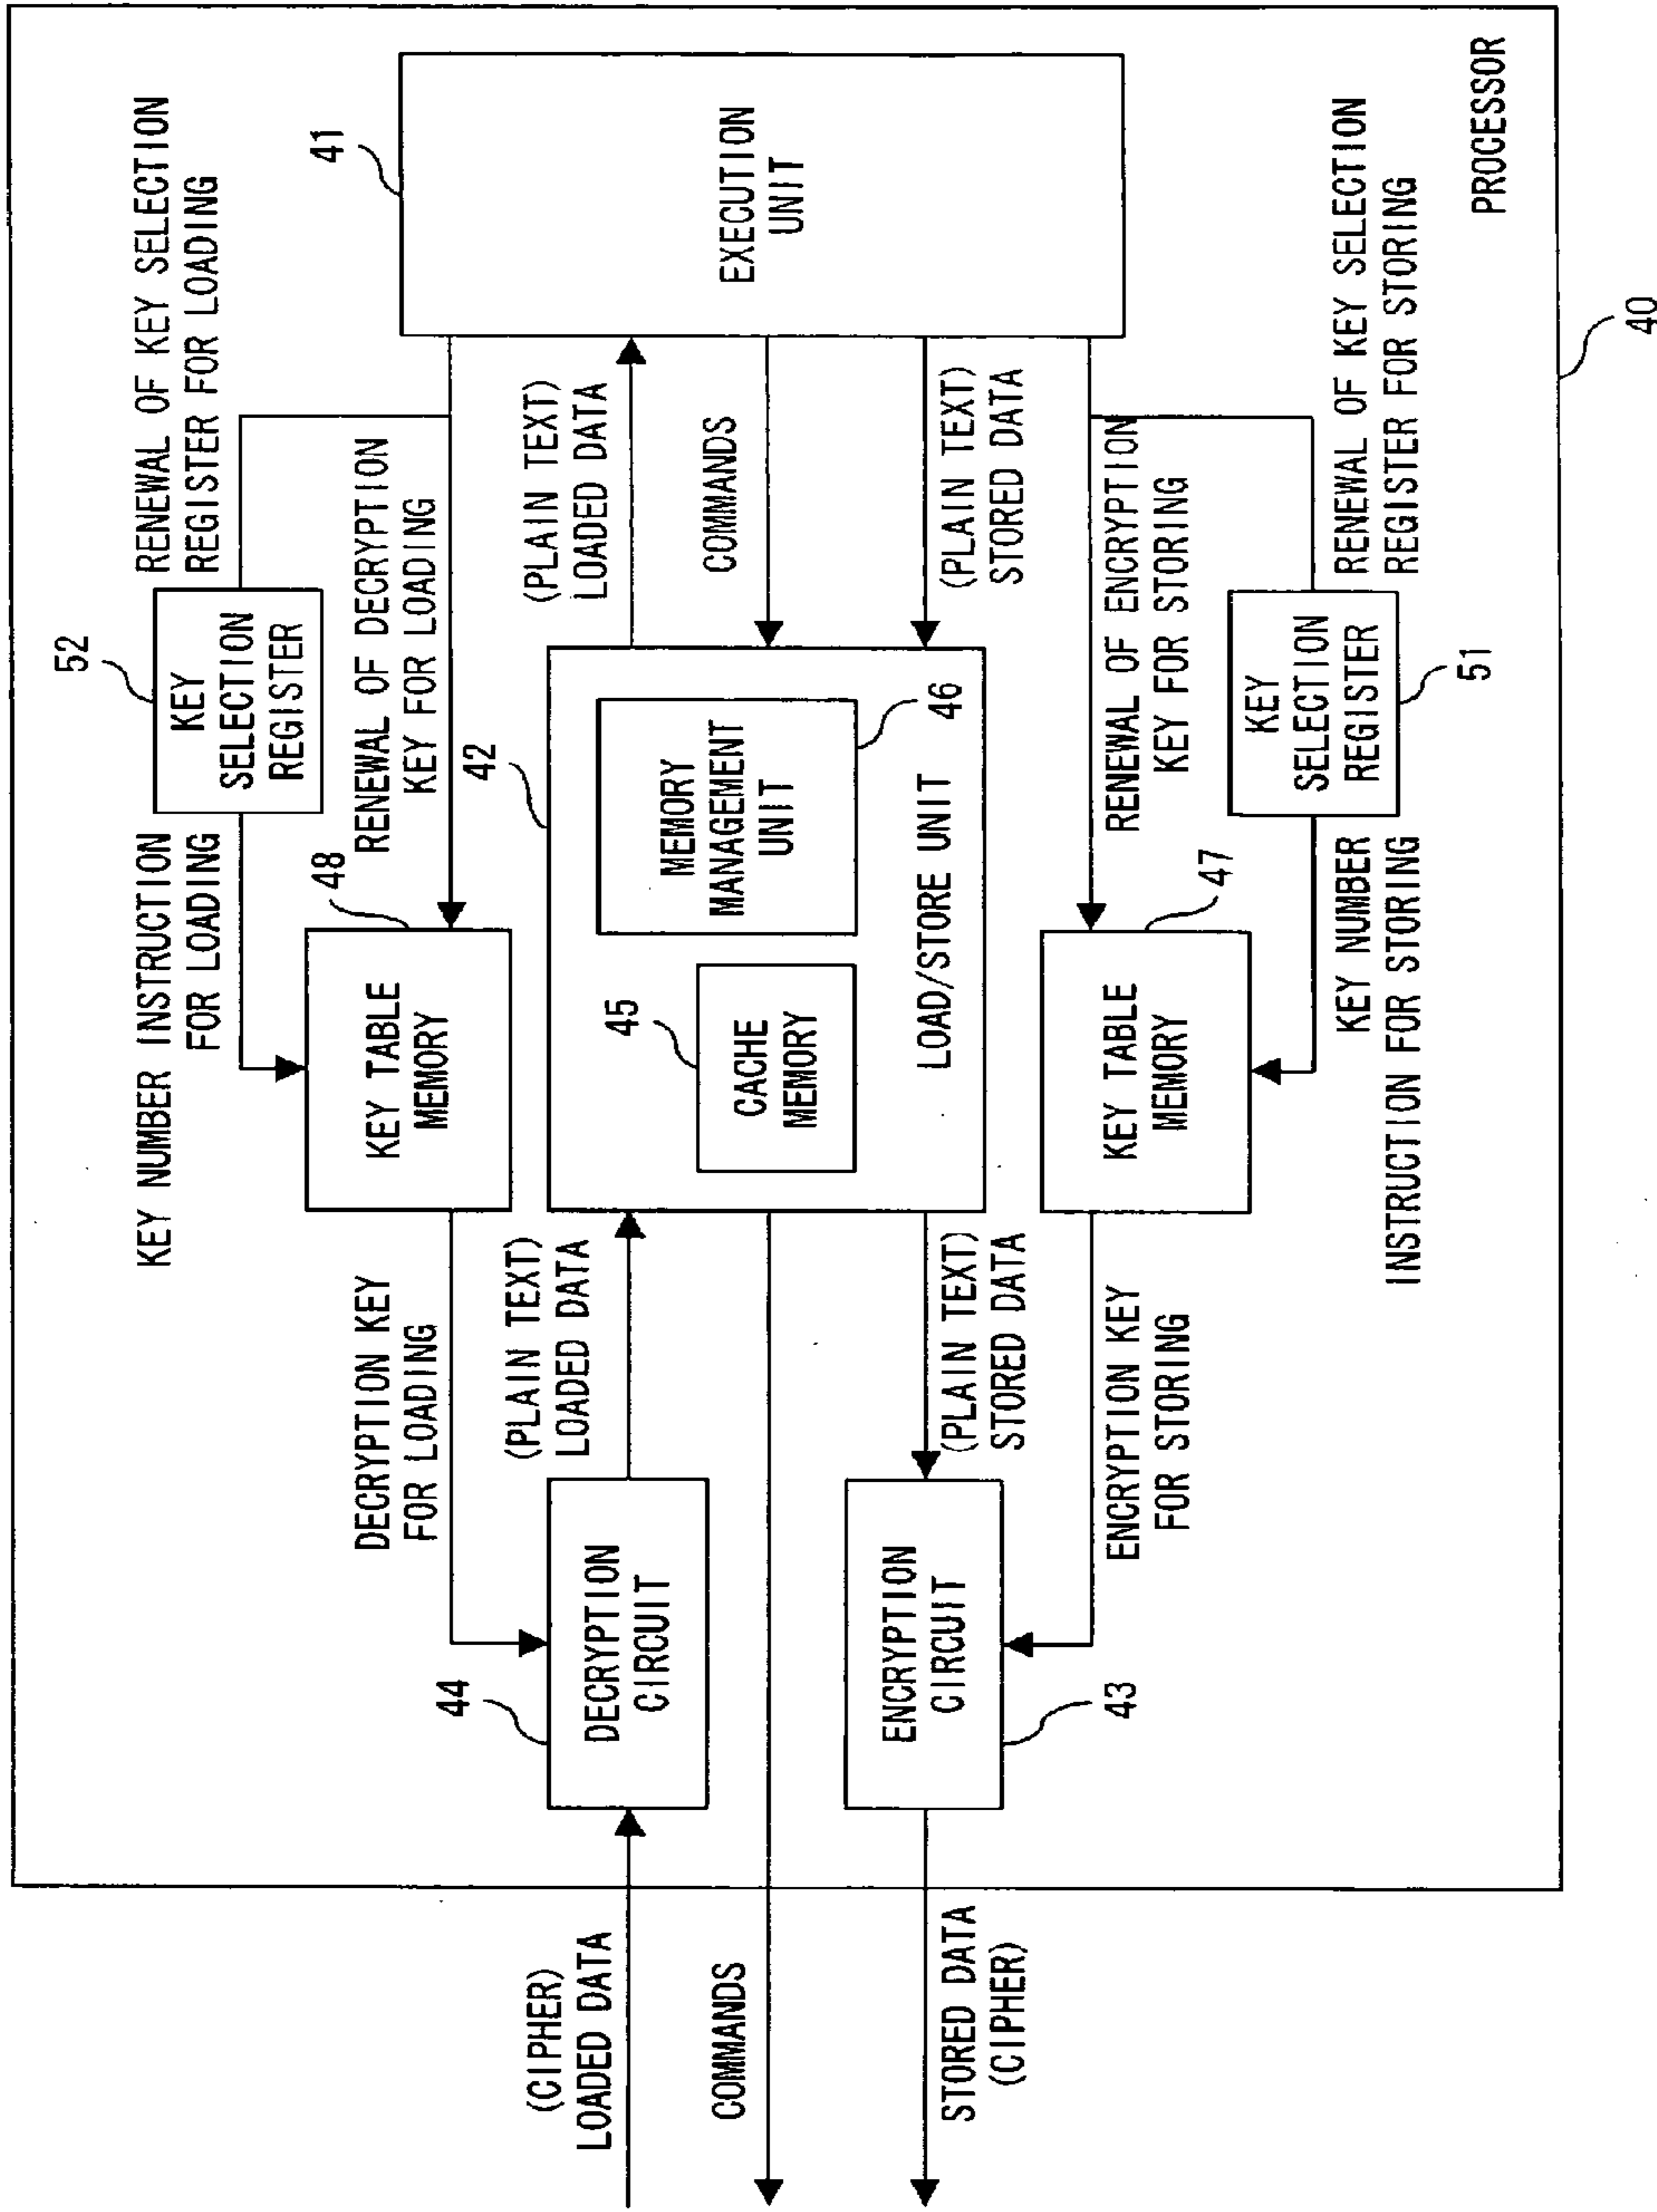 RENEWAL OF KEY SELECTION
REGISTER FOR LOADING
52
KEY
SELECTION
REGISTER
KEY NUMBER INSTRUCTION
FOR LOADING
41
EXECUTION
UNIT
RENEWAL OF DECRYPTION
KEY FOR LOADING
48
KEY TABLE
MEMORY
DECRYPTION KEY
FOR LOADING
(PLAIN TEXT)
LOADED DATA
42
(PLAIN TEXT)
LOADED DATA
44
DECRYPTION
CIRCUIT
(CIPHER)
LOADED DATA
COMMANDS
MEMORY
MANAGEMENT
UNIT
46
45
CACHE
MEMORY
LOAD/STORE UNIT
COMMANDS
(PLAIN TEXT)
STORED DATA
(PLAIN TEXT)
STORED DATA
ENCRYPTION
CIRCUIT
43
STORED DATA
(CIPHER)
RENEWAL OF ENCRYPTION
KEY FOR STORING
47
KEY TABLE
MEMORY
ENCRYPTION KEY
FOR STORING
RENEWAL OF KEY SELECTION
REGISTER FOR STORING
KEY
SELECTION
REGISTER
51
KEY NUMBER
INSTRUCTION FOR STORING
PROCESSOR
40